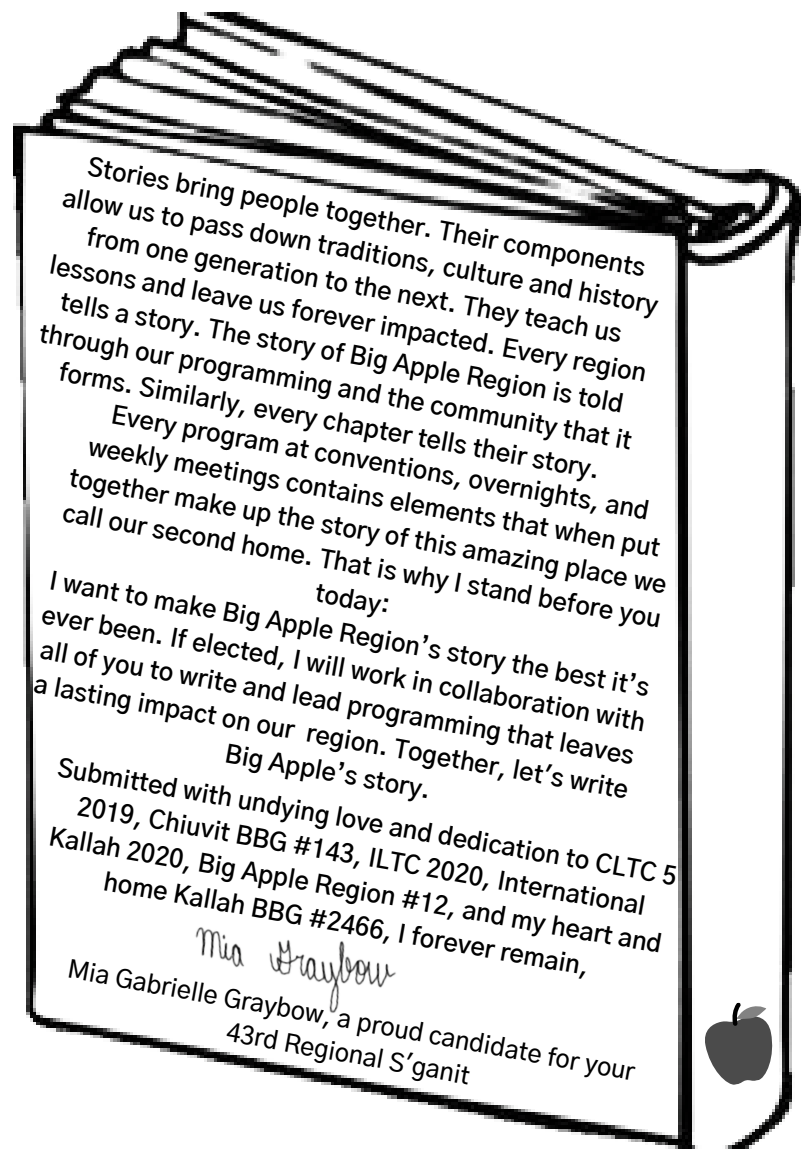 Stories bring people together. Their components
allow us to pass down traditions, culture and history
from one generation to the next. They teach us
lessons and leave us forever impacted. Every region
tells a story. The story of Big Apple Region is told
through our programming and the community that it
forms. Similarly, every chapter tells their story.
Every program at conventions, overnights, and
weekly meetings contains elements that when put
together make up the story of this amazing place we
call our second home. That is why I stand before you
today:
I want to make Big Apple Region's story the best it's
ever been. If elected, I will work in collaboration with
all of you to write and lead programming that leaves
a lasting impact on our region. Together, let's write
Big Apple's story.
Submitted with undying love and dedication to CLTC 5
2019, Chiuvit BBG #143, ILTC 2020, International
Kallah 2020, Big Apple Region #12, and my heart and
home Kallah BBG #2466, I forever remain,
Mia Graybow
Mia Gabrielle Graybow, a proud candidate for your
43rd Regional S'ganit